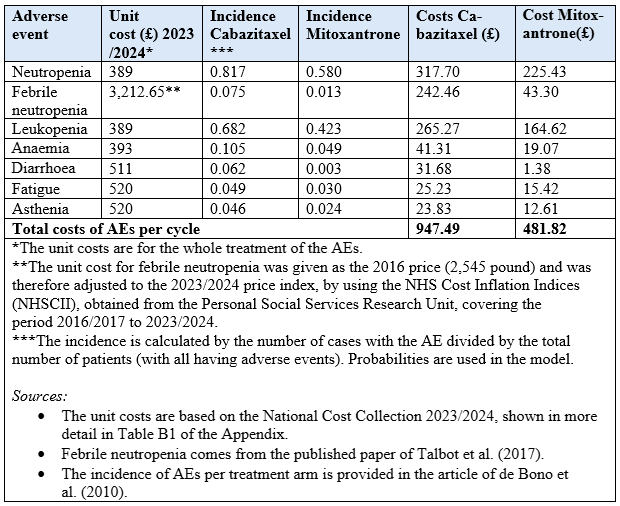 Adverse event Unit cost (£) 2023 /2024* Incidence Cabazitaxel *** Incidence Mitoxantrone Costs Ca-bazitaxel (£) Cost Mitox-antrone(£)
Neutropenia 389 0.817 0.580 317.70 225.43
Febrile neutropenia 3,212.65** 0.075 0.013 242.46 43.30
Leukopenia 389 0.682 0.423 265.27 164.62
Anaemia 393 0.105 0.049 41.31 19.07
Diarrhoea 511 0.062 0.003 31.68 1.38
Fatigue 520 0.049 0.030 25.23 15.42
Asthenia 520 0.046 0.024 23.83 12.61
Total costs of AEs per cycle 947.49 481.82
*The unit costs are for the whole treatment of the AEs.
**The unit cost for febrile neutropenia was given as the 2016 price (2,545 pound) and was
therefore adjusted to the 2023/2024 price index, by using the NHS Cost Inflation Indices
(NHSCII), obtained from the Personal Social Services Research Unit, covering the
period 2016/2017 to 2023/2024.
***The incidence is calculated by the number of cases with the AE divided by the total
number of patients (with all having adverse events). Probabilities are used in the model.
Sources:
• The unit costs are based on the National Cost Collection 2023/2024, shown in more
detail in Table B1 of the Appendix.
• Febrile neutropenia comes from the published paper of Talbot et al. (2017).
• The incidence of AEs per treatment arm is provided in the article of de Bono et
al. (2010).